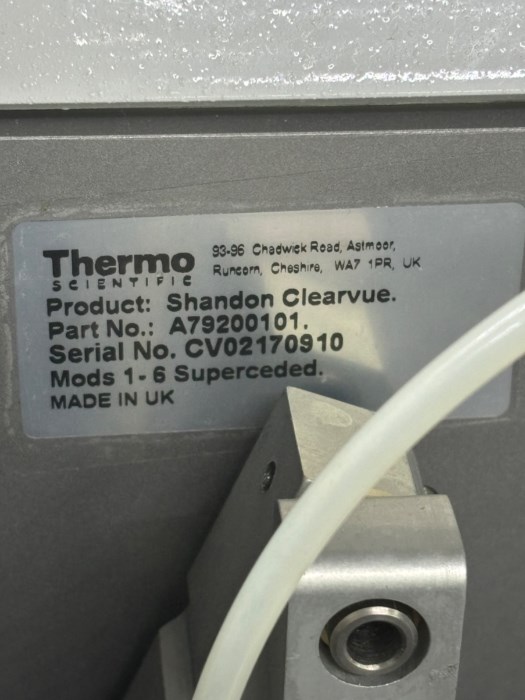 Thermo
SCIENTIFIC
93-96 Chadwick Road, Astmoor,
Runcorn, Cheshire, WA7 1PR, UK
Product: Shandon Clearvue.
Part No.: A79200101.
Serial No. CV02170910
Mods 1-6 Superceded.
MADE IN UK